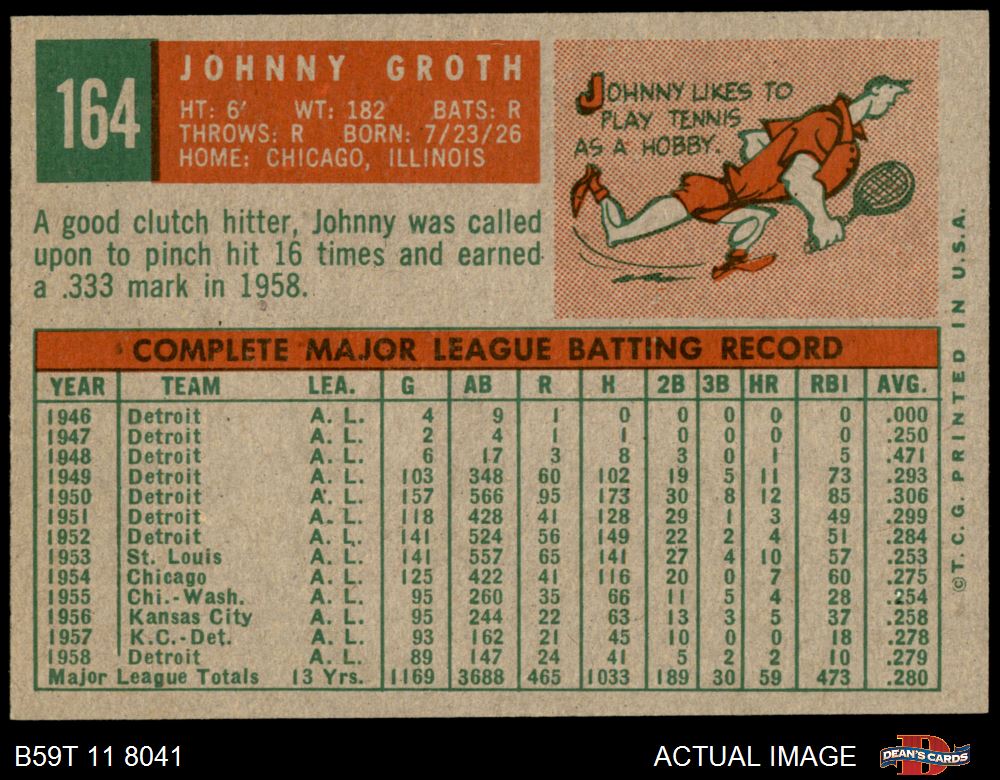 164
JOHNNY GROTH
HT: 6' WT: 182 BATS: R
THROWS: R BORN: 7/23/26
HOME: CHICAGO, ILLINOIS
JOHNNY LIKES TO
PLAY TENNIS
AS A HOBBY.
A good clutch hitter, Johnny was called
upon to pinch hit 16 times and earned
a .333 mark in 1958.
COMPLETE MAJOR LEAGUE BATTING RECORD
YEAR TEAM LEA. G AB R H 2B 3B HR RBI AVG.
1946 Detroit A. L. 4 9 1 0 0 0 0 0 .000
1947 Detroit A. L. 2 4 1 1 0 0 0 0 .250
1948 Detroit A. L. 6 17 3 8 3 0 1 5 .471
1949 Detroit A. L. 103 348 60 102 19 5 11 73 .293
1950 Detroit A. L. 157 566 95 173 30 8 12 85 .306
1951 Detroit A. L. 118 428 41 128 29 1 3 49 .299
1952 Detroit A. L. 141 524 56 149 22 2 4 51 .284
1953 St. Louis A. L. 141 557 65 141 27 4 10 57 .253
1954 Chicago A. L. 125 422 41 116 20 0 7 60 .275
1955 Chi.-Wash. A. L. 95 260 35 66 11 5 4 28 .254
1956 Kansas City A. L. 95 244 22 63 13 3 5 37 .258
1957 K.C.-Det. A. L. 93 162 21 45 10 0 0 18 .278
1958 Detroit A. L. 89 147 24 41 5 2 2 10 .279
Major League Totals 13 Yrs. 1169 3688 465 1033 189 30 59 473 .280
©T. C. G. PRINTED IN U.S.A.
B59T 11 8041
ACTUAL IMAGE
D
DEAN'S CARDS